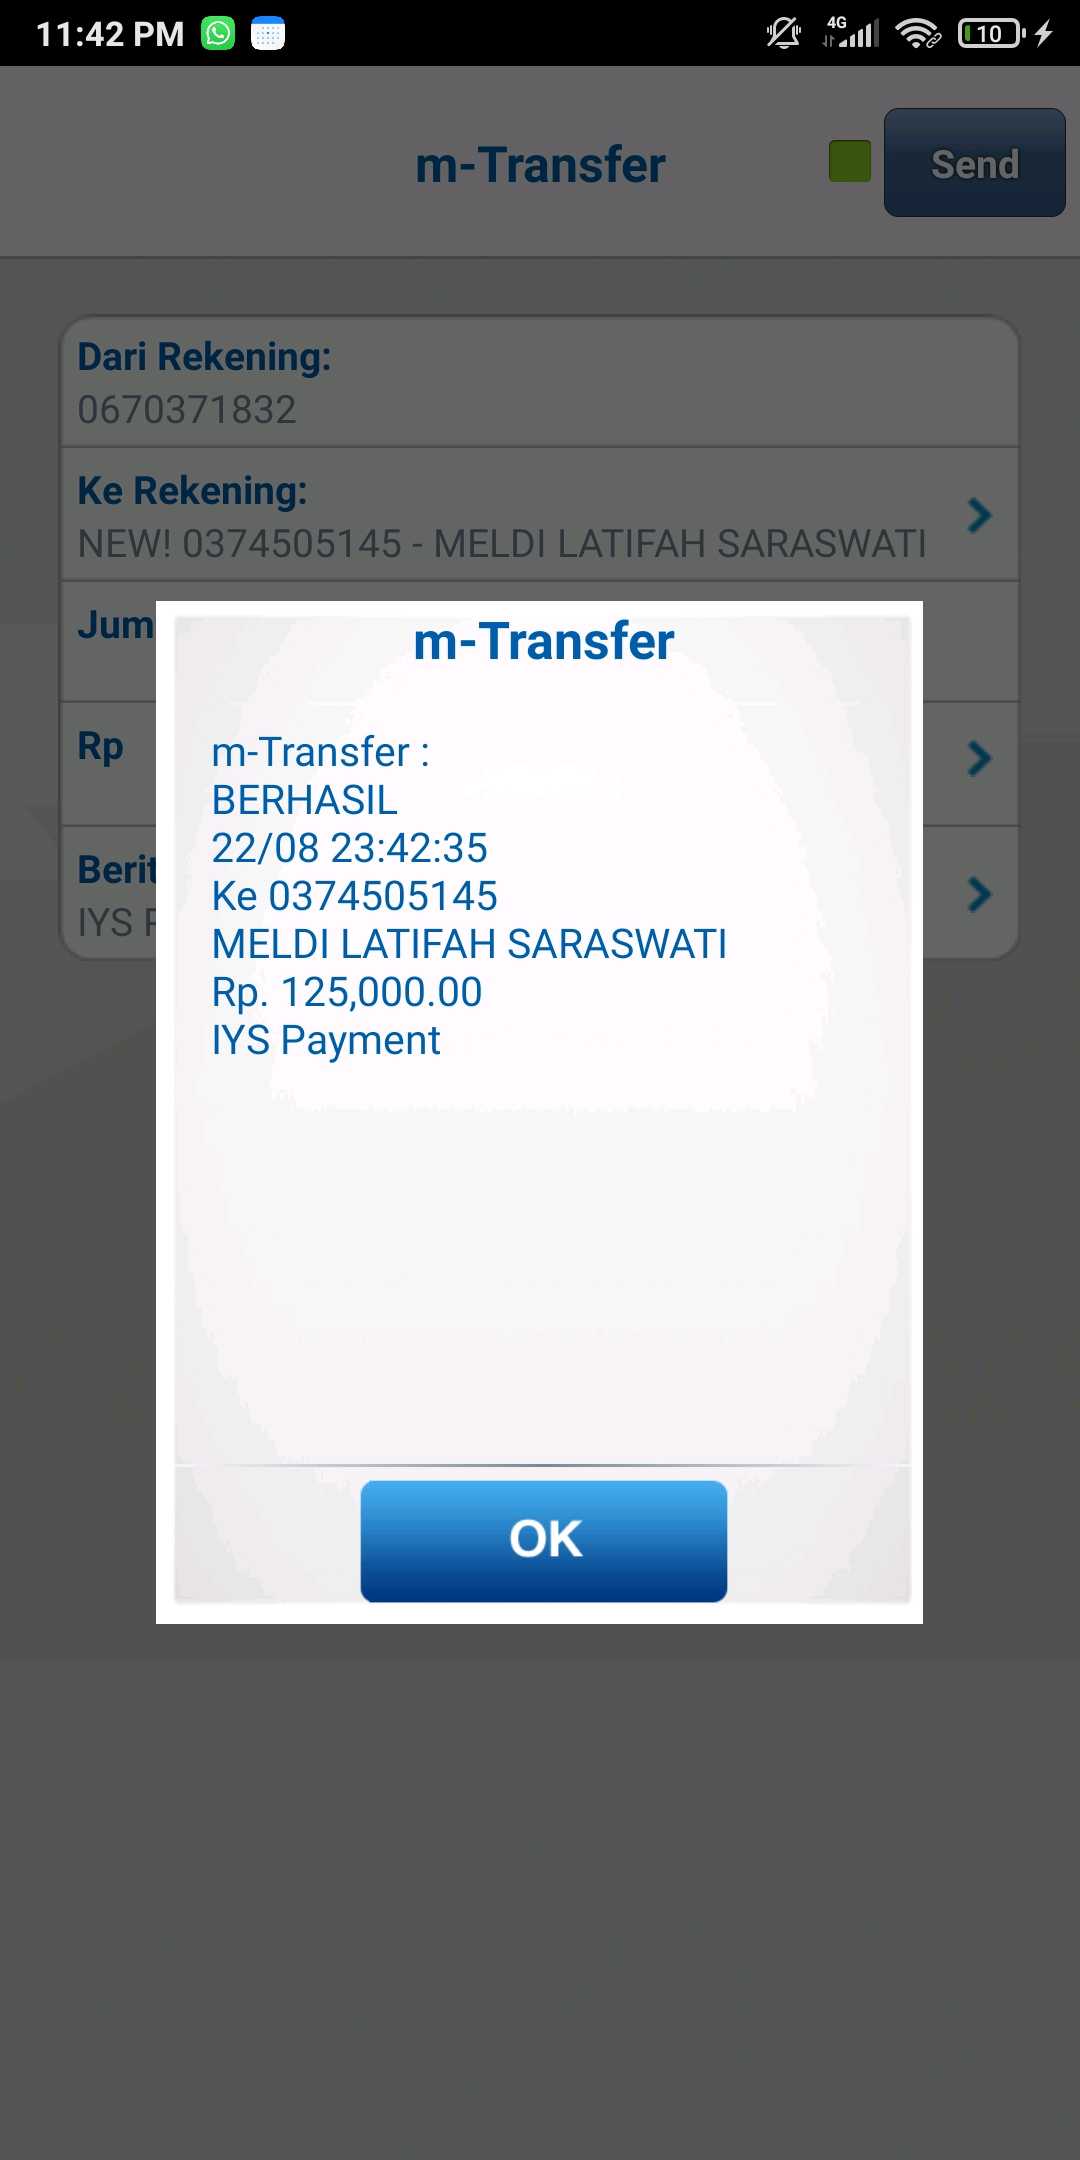 11:42 PM
4G
10
m-Transfer
Send
Dari Rekening:
0670371832
Ke Rekening:
NEW! 0374505145 - MELDI LATIFAH SARASWATI
Jum
Rp
Berit
IYS
m-Transfer
m-Transfer :
BERHASIL
22/08 23:42:35
Ke 0374505145
MELDI LATIFAH SARASWATI
Rp. 125,000.00
IYS Payment
OK